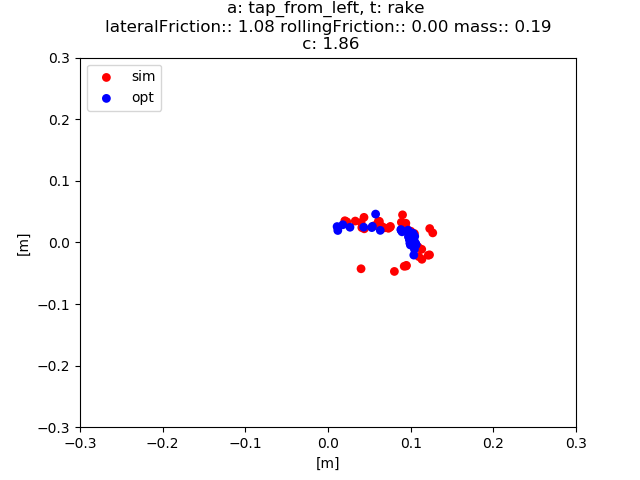 a: tap_from_left, t: rake
lateralFriction:: 1.08 rollingFriction:: 0.00 mass:: 0.19
c: 1.86
sim
opt
0.3
0.2
0.1
0.0
−0.1
−0.2
−0.3
[m]
−0.3 −0.2 −0.1 0.0 0.1 0.2 0.3
[m]